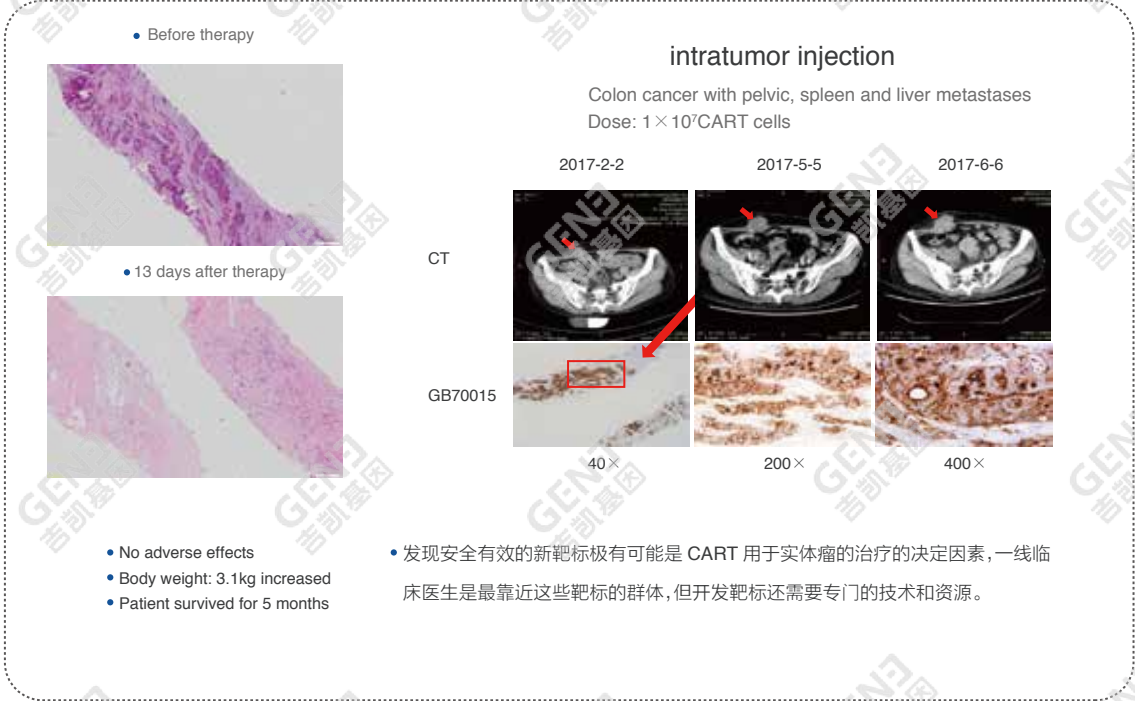 Before therapy
13 days after therapy
intratumor injection
Colon cancer with pelvic, spleen and liver metastases
Dose: 1×10⁷CART cells
2017-2-2 2017-5-5 2017-6-6
CT
GB70015
40× 200× 400×
• No adverse effects
• Body weight: 3.1kg increased
• Patient survived for 5 months
• 发现安全有效的新靶标极有可能是 CART 用于实体瘤的治疗的决定因素，一线临
床医生是最靠近这些靶标的群体，但开发靶标还需要专门的技术和资源。
GENE
吉凯基因